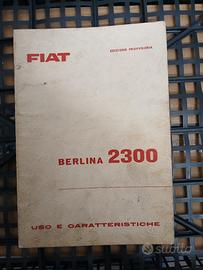 FIAT
EDIZIONE PROVVISORIA
BERLINA 2300
USO E CARATTERISTICHE
subito